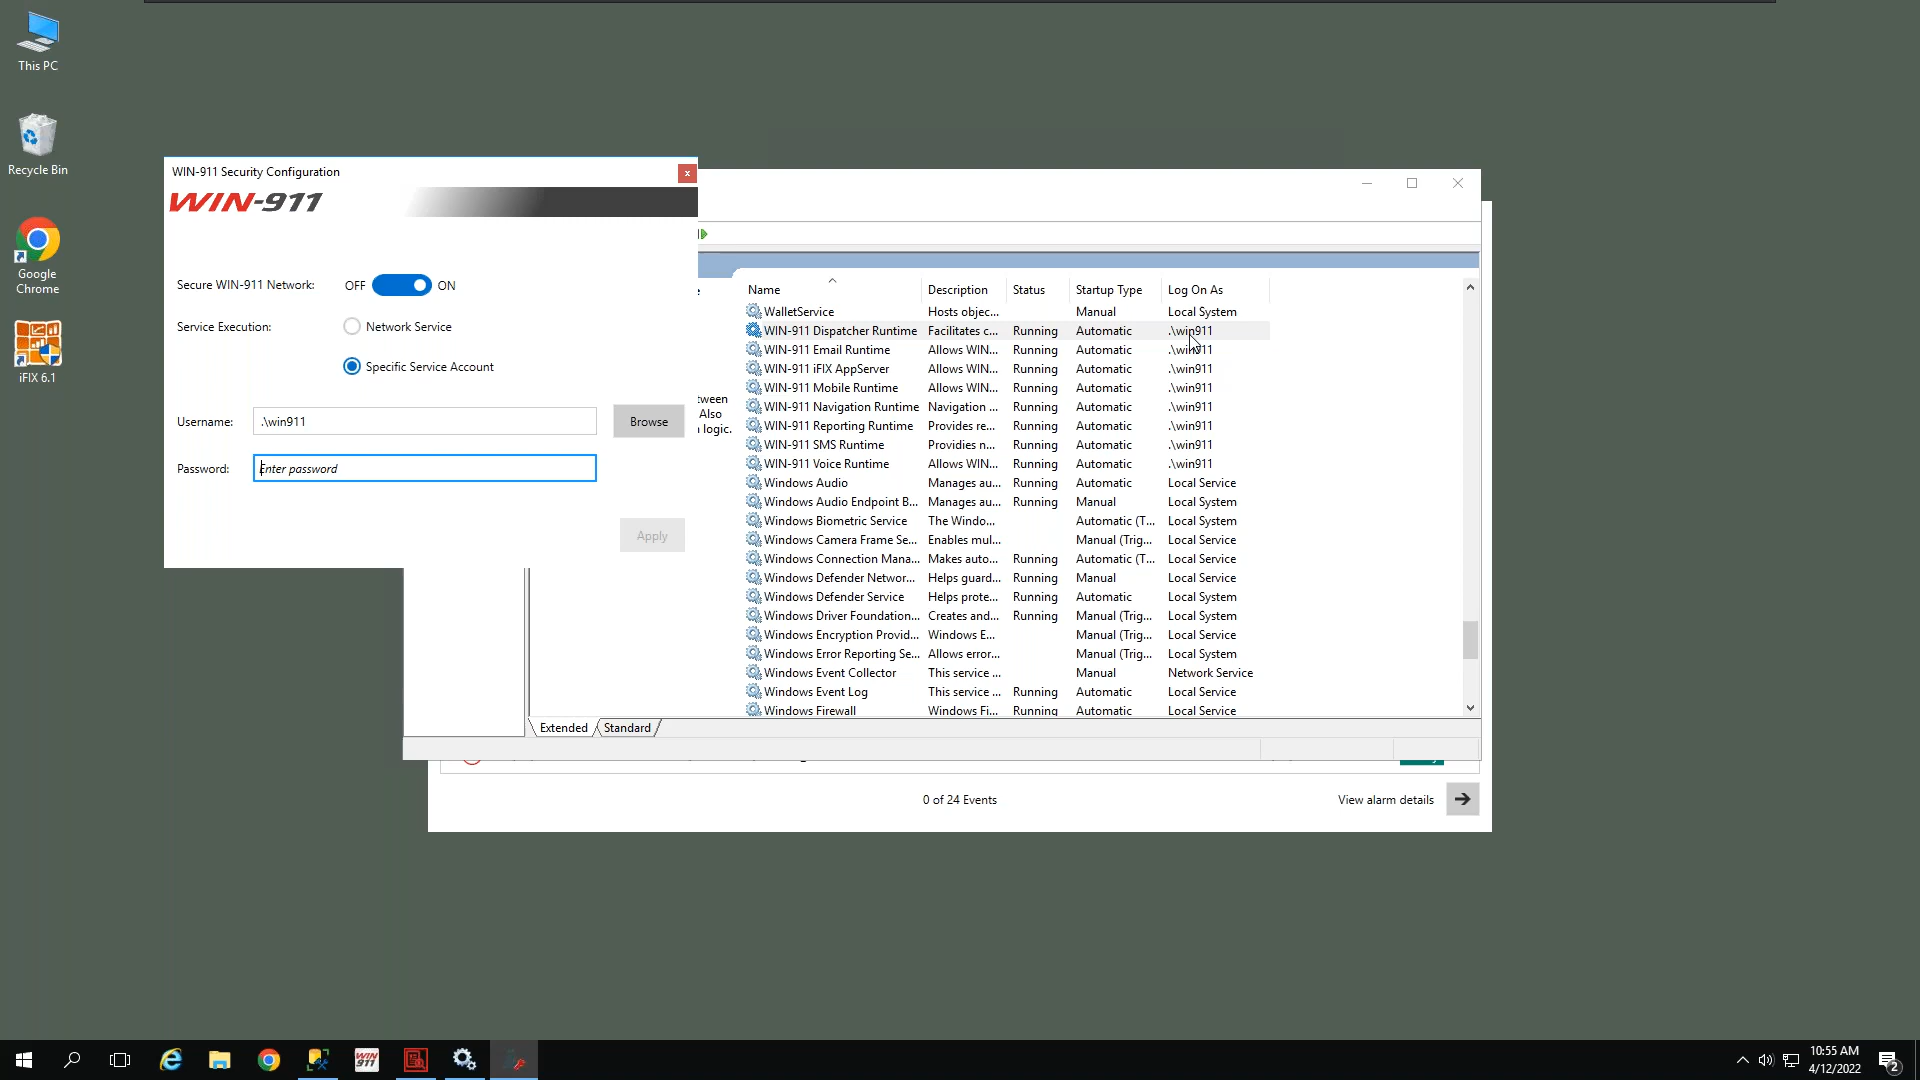 This PC
Recycle Bin
Google
Chrome
iFIX 6.1
WIN-911 Security Configuration
WIN-911
Secure WIN-911 Network: OFF ON
Service Execution: Network Service
Specific Service Account
Username: .\win911 Browse
Password: Enter password
Apply
tween
Also
logic.
Name Description Status Startup Type Log On As
WalletService Hosts objec... Manual Local System
WIN-911 Dispatcher Runtime Facilitates c... Running Automatic .\win911
WIN-911 Email Runtime Allows WIN... Running Automatic .\win911
WIN-911 iFIX AppServer Allows WIN... Running Automatic .\win911
WIN-911 Mobile Runtime Allows WIN... Running Automatic .\win911
WIN-911 Navigation Runtime Navigation ... Running Automatic .\win911
WIN-911 Reporting Runtime Provides re... Running Automatic .\win911
WIN-911 SMS Runtime Providies n... Running Automatic .\win911
WIN-911 Voice Runtime Allows WIN... Running Automatic .\win911
Windows Audio Manages au... Running Automatic Local Service
Windows Audio Endpoint B... Manages au... Running Manual Local System
Windows Biometric Service The Windo... Automatic (T... Local System
Windows Camera Frame Se... Enables mul... Manual (Trig... Local Service
Windows Connection Mana... Makes auto... Running Automatic (T... Local Service
Windows Defender Networ... Helps guard... Running Manual Local Service
Windows Defender Service Helps prote... Running Automatic Local System
Windows Driver Foundation... Creates and... Running Manual (Trig... Local System
Windows Encryption Provid... Windows E... Manual (Trig... Local Service
Windows Error Reporting Se... Allows error... Manual (Trig... Local System
Windows Event Collector This service ... Manual Network Service
Windows Event Log This service ... Running Automatic Local Service
Windows Firewall Windows Fi... Running Automatic Local Service
Extended Standard
0 of 24 Events View alarm details
WIN
911
10:55 AM
4/12/2022
2